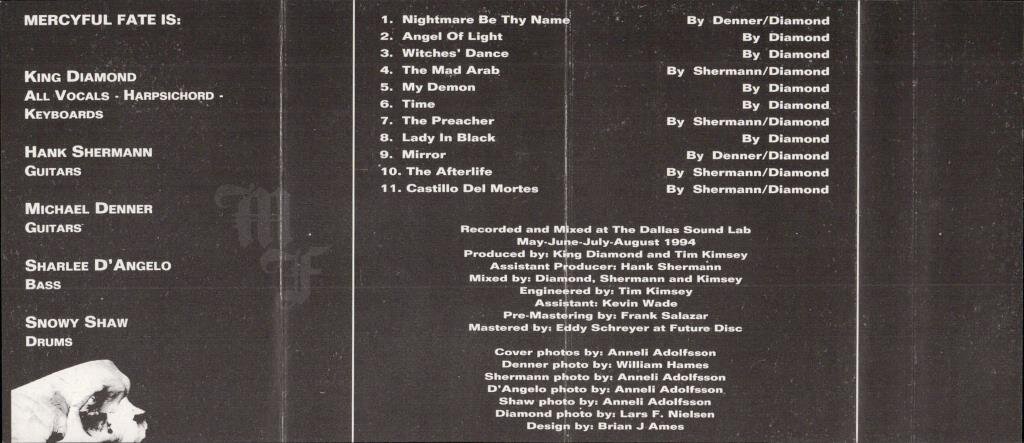 MERCYFUL FATE IS:
KING DIAMOND
ALL VOCALS - HARPSICHORD -
KEYBOARDS
HANK SHERMANN
GUITARS
MICHAEL DENNER
GUITARS
SHARLEE D'ANGELO
BASS
SNOWY SHAW
DRUMS
MF
1. Nightmare Be Thy Name By Denner/Diamond
2. Angel Of Light By Diamond
3. Witches' Dance By Diamond
4. The Mad Arab By Shermann/Diamond
5. My Demon By Diamond
6. Time By Diamond
7. The Preacher By Shermann/Diamond
8. Lady In Black By Diamond
9. Mirror By Denner/Diamond
10. The Afterlife By Shermann/Diamond
11. Castillo Del Mortes By Shermann/Diamond
Recorded and Mixed at The Dallas Sound Lab
May-June-July-August 1994
Produced by: King Diamond and Tim Kimsey
Assistant Producer: Hank Shermann
Mixed by: Diamond, Shermann and Kimsey
Engineered by: Tim Kimsey
Assistant: Kevin Wade
Pre-Mastering by: Frank Salazar
Mastered by: Eddy Schreyer at Future Disc
Cover photos by: Anneli Adolfsson
Denner photo by: William Hames
Shermann photo by: Anneli Adolfsson
D'Angelo photo by: Anneli Adolfsson
Shaw photo by: Anneli Adolfsson
Diamond photo by: Lars F. Nielsen
Design by: Brian J Ames